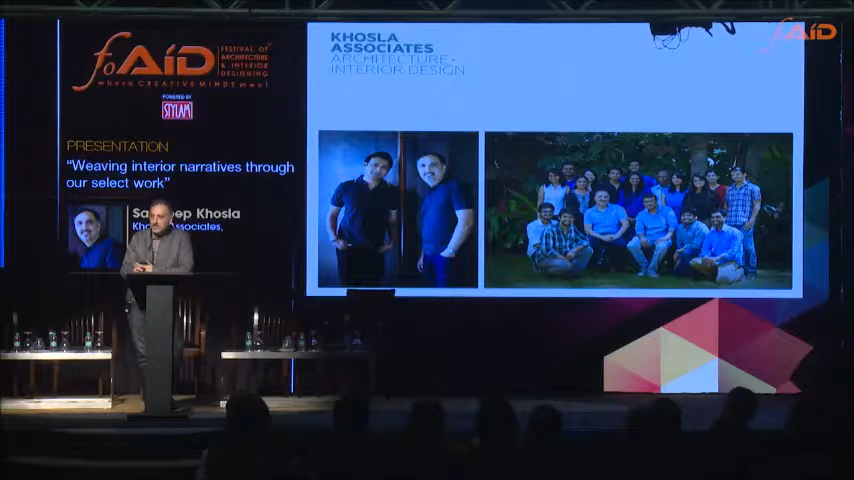 foAID
FESTIVAL OF
ARCHITECTURE
& INTERIOR
DESIGNING
where CREATIVE MINDS meet
POWERED BY
STYLAM
PRESENTATION
"Weaving interior narratives through
our select work"
Khosla
Associates,
KHOSLA
ASSOCIATES
ARCHITECTURE+
INTERIOR DESIGN
foAID